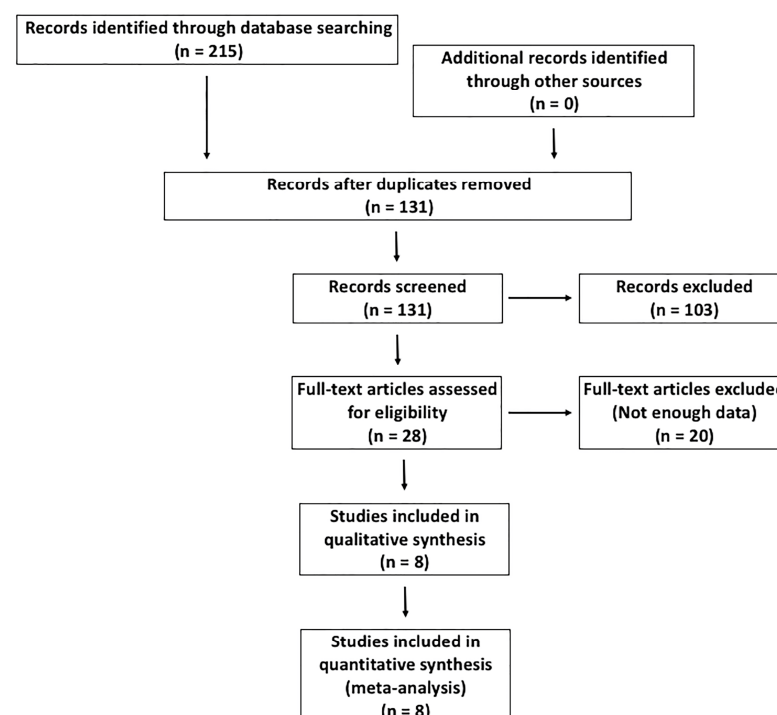 Records identified through database searching
(n = 215)
Additional records identified
through other sources
(n = 0)
Records after duplicates removed
(n = 131)
Records screened
(n = 131)
Records excluded
(n = 103)
Full-text articles assessed
for eligibility
(n = 28)
Full-text articles exclude
(Not enough data)
(n = 20)
Studies included in
qualitative synthesis
(n = 8)
Studies included in
quantitative synthesis
(meta-analysis)
(n = 8)